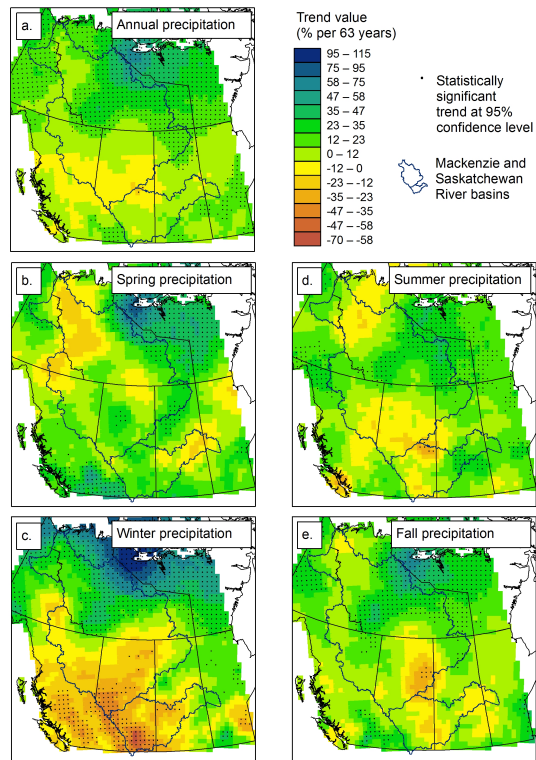 a.
Annual precipitation
Trend value
(% per 63 years)
95 – 115
75 – 95
58 – 75
47 – 58
35 – 47
23 – 35
12 – 23
0 – 12
-12 – 0
-23 – -12
-35 – -23
-47 – -35
-47 – -58
-70 – -58
Statistically
significant
trend at 95%
confidence level
Mackenzie and
Saskatchewan
River basins
b.
Spring precipitation
d.
Summer precipitation
c.
Winter precipitation
e.
Fall precipitation